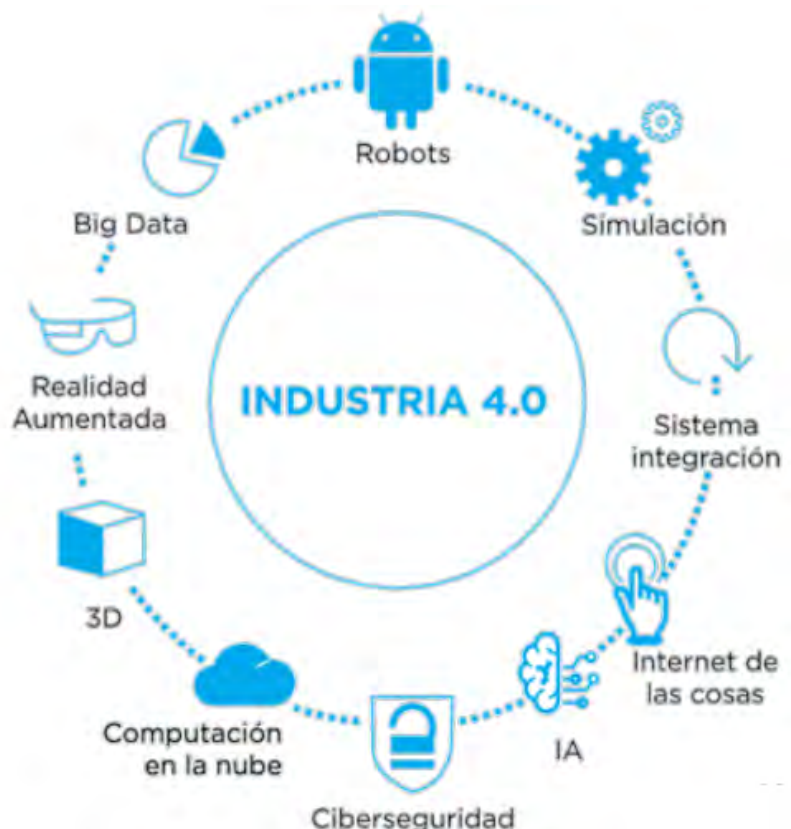 Robots
Simulación
Sistema
integración
Internet de
las cosas
IA
Ciberseguridad
Computación
en la nube
3D
Realidad
Aumentada
Big Data
INDUSTRIA 4.0